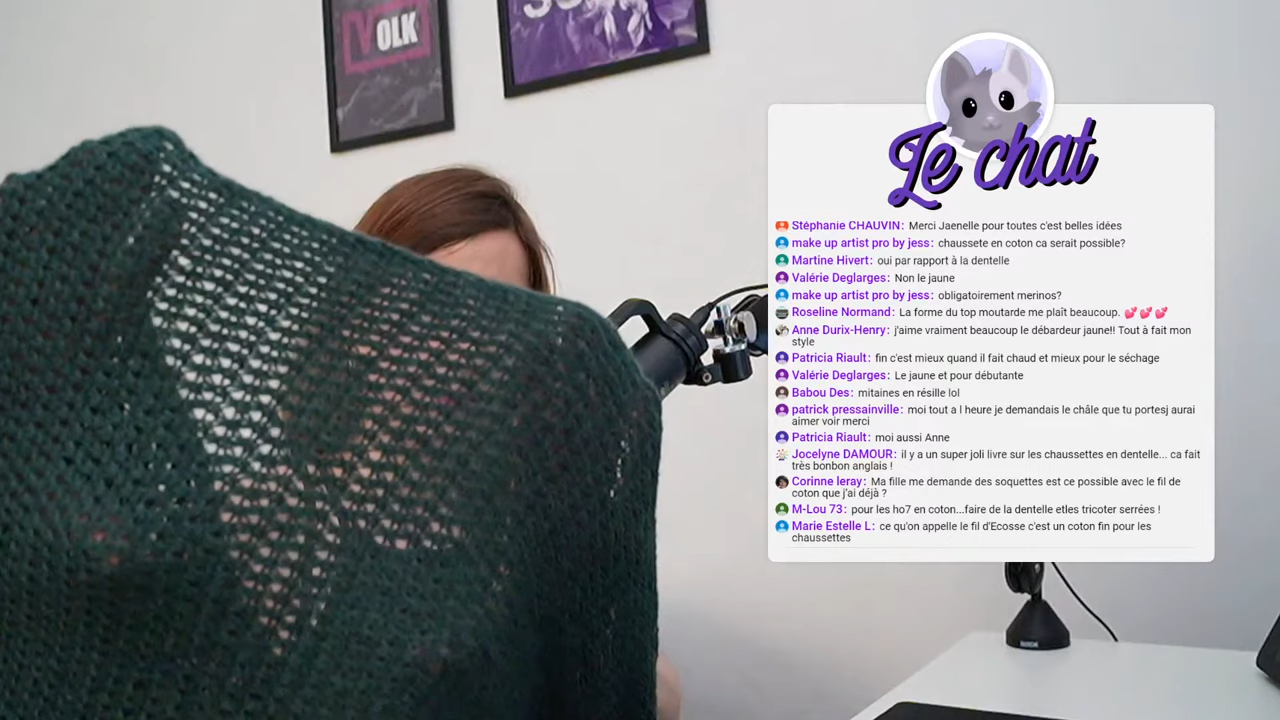 VOLK
Le chat
Stéphanie CHAUVIN: Merci Jaenelle pour toutes c'est belles idées
make up artist pro by jess: chaussete en coton ca serait possible?
Martine Hivert: oui par rapport à la dentelle
Valérie Deglarges: Non le jaune
make up artist pro by jess: obligatoirement merinos?
Roseline Normand: La forme du top moutarde me plaît beaucoup. 💕💕💕
Anne Durix-Henry: j'aime vraiment beaucoup le débardeur jaune!! Tout à fait mon
style
Patricia Riault: fin c'est mieux quand il fait chaud et mieux pour le séchage
Valérie Deglarges: Le jaune et pour débutante
Babou Des: mitaines en résille lol
patrick pressainville: moi tout a l heure je demandais le châle que tu portesj aurai
aimer voir merci
Patricia Riault: moi aussi Anne
Jocelyne DAMOUR: il y a un super joli livre sur les chaussettes en dentelle... ca fait
très bonbon anglais !
Corinne leray: Ma fille me demande des soquettes est ce possible avec le fil de
coton que j'ai déjà ?
M-Lou 73: pour les ho7 en coton...faire de la dentelle etles tricoter serrées !
Marie Estelle L: ce qu'on appelle le fil d'Ecosse c'est un coton fin pour les
chaussettes